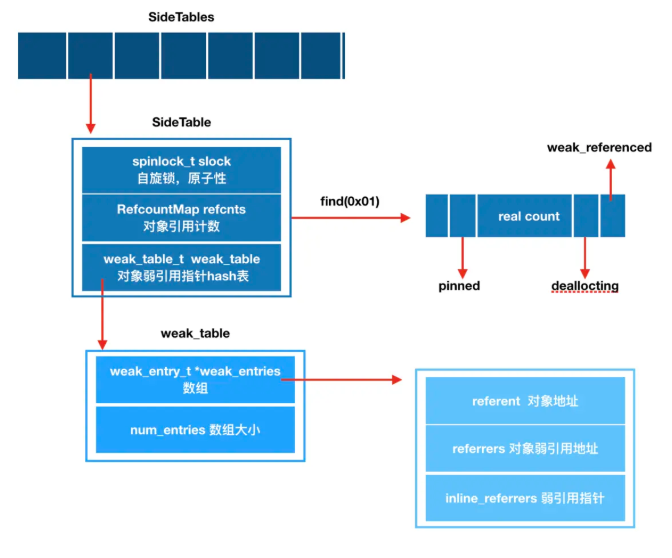 SideTables
SideTable
spinlock_t slock
自旋锁，原子性
RefcountMap refcnts
对象引用计数
weak_table_t weak_table
对象弱引用指针hash表
find(0x01)
weak_referenced
real count
pinned
deallocting
weak_table
weak_entry_t *weak_entries
数组
num_entries 数组大小
referent 对象地址
referrers 对象弱引用地址
inline_referrers 弱引用指针